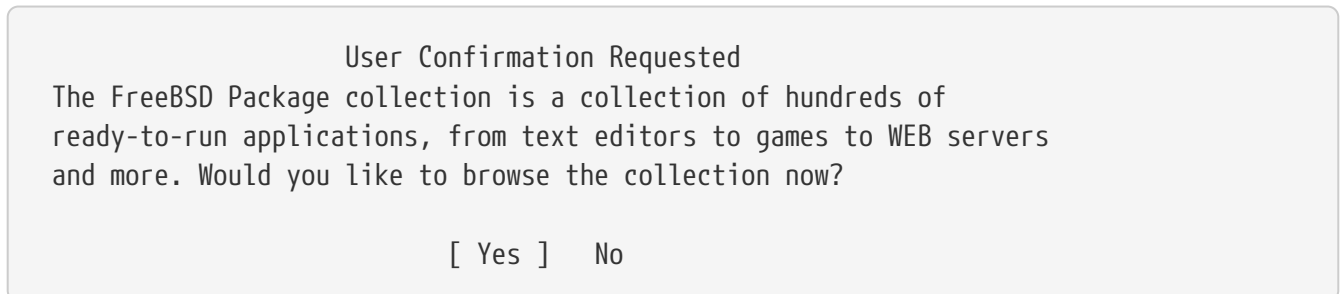 User Confirmation Requested
The FreeBSD Package collection is a collection of hundreds of
ready-to-run applications, from text editors to games to WEB servers
and more. Would you like to browse the collection now?
[ Yes ]   No